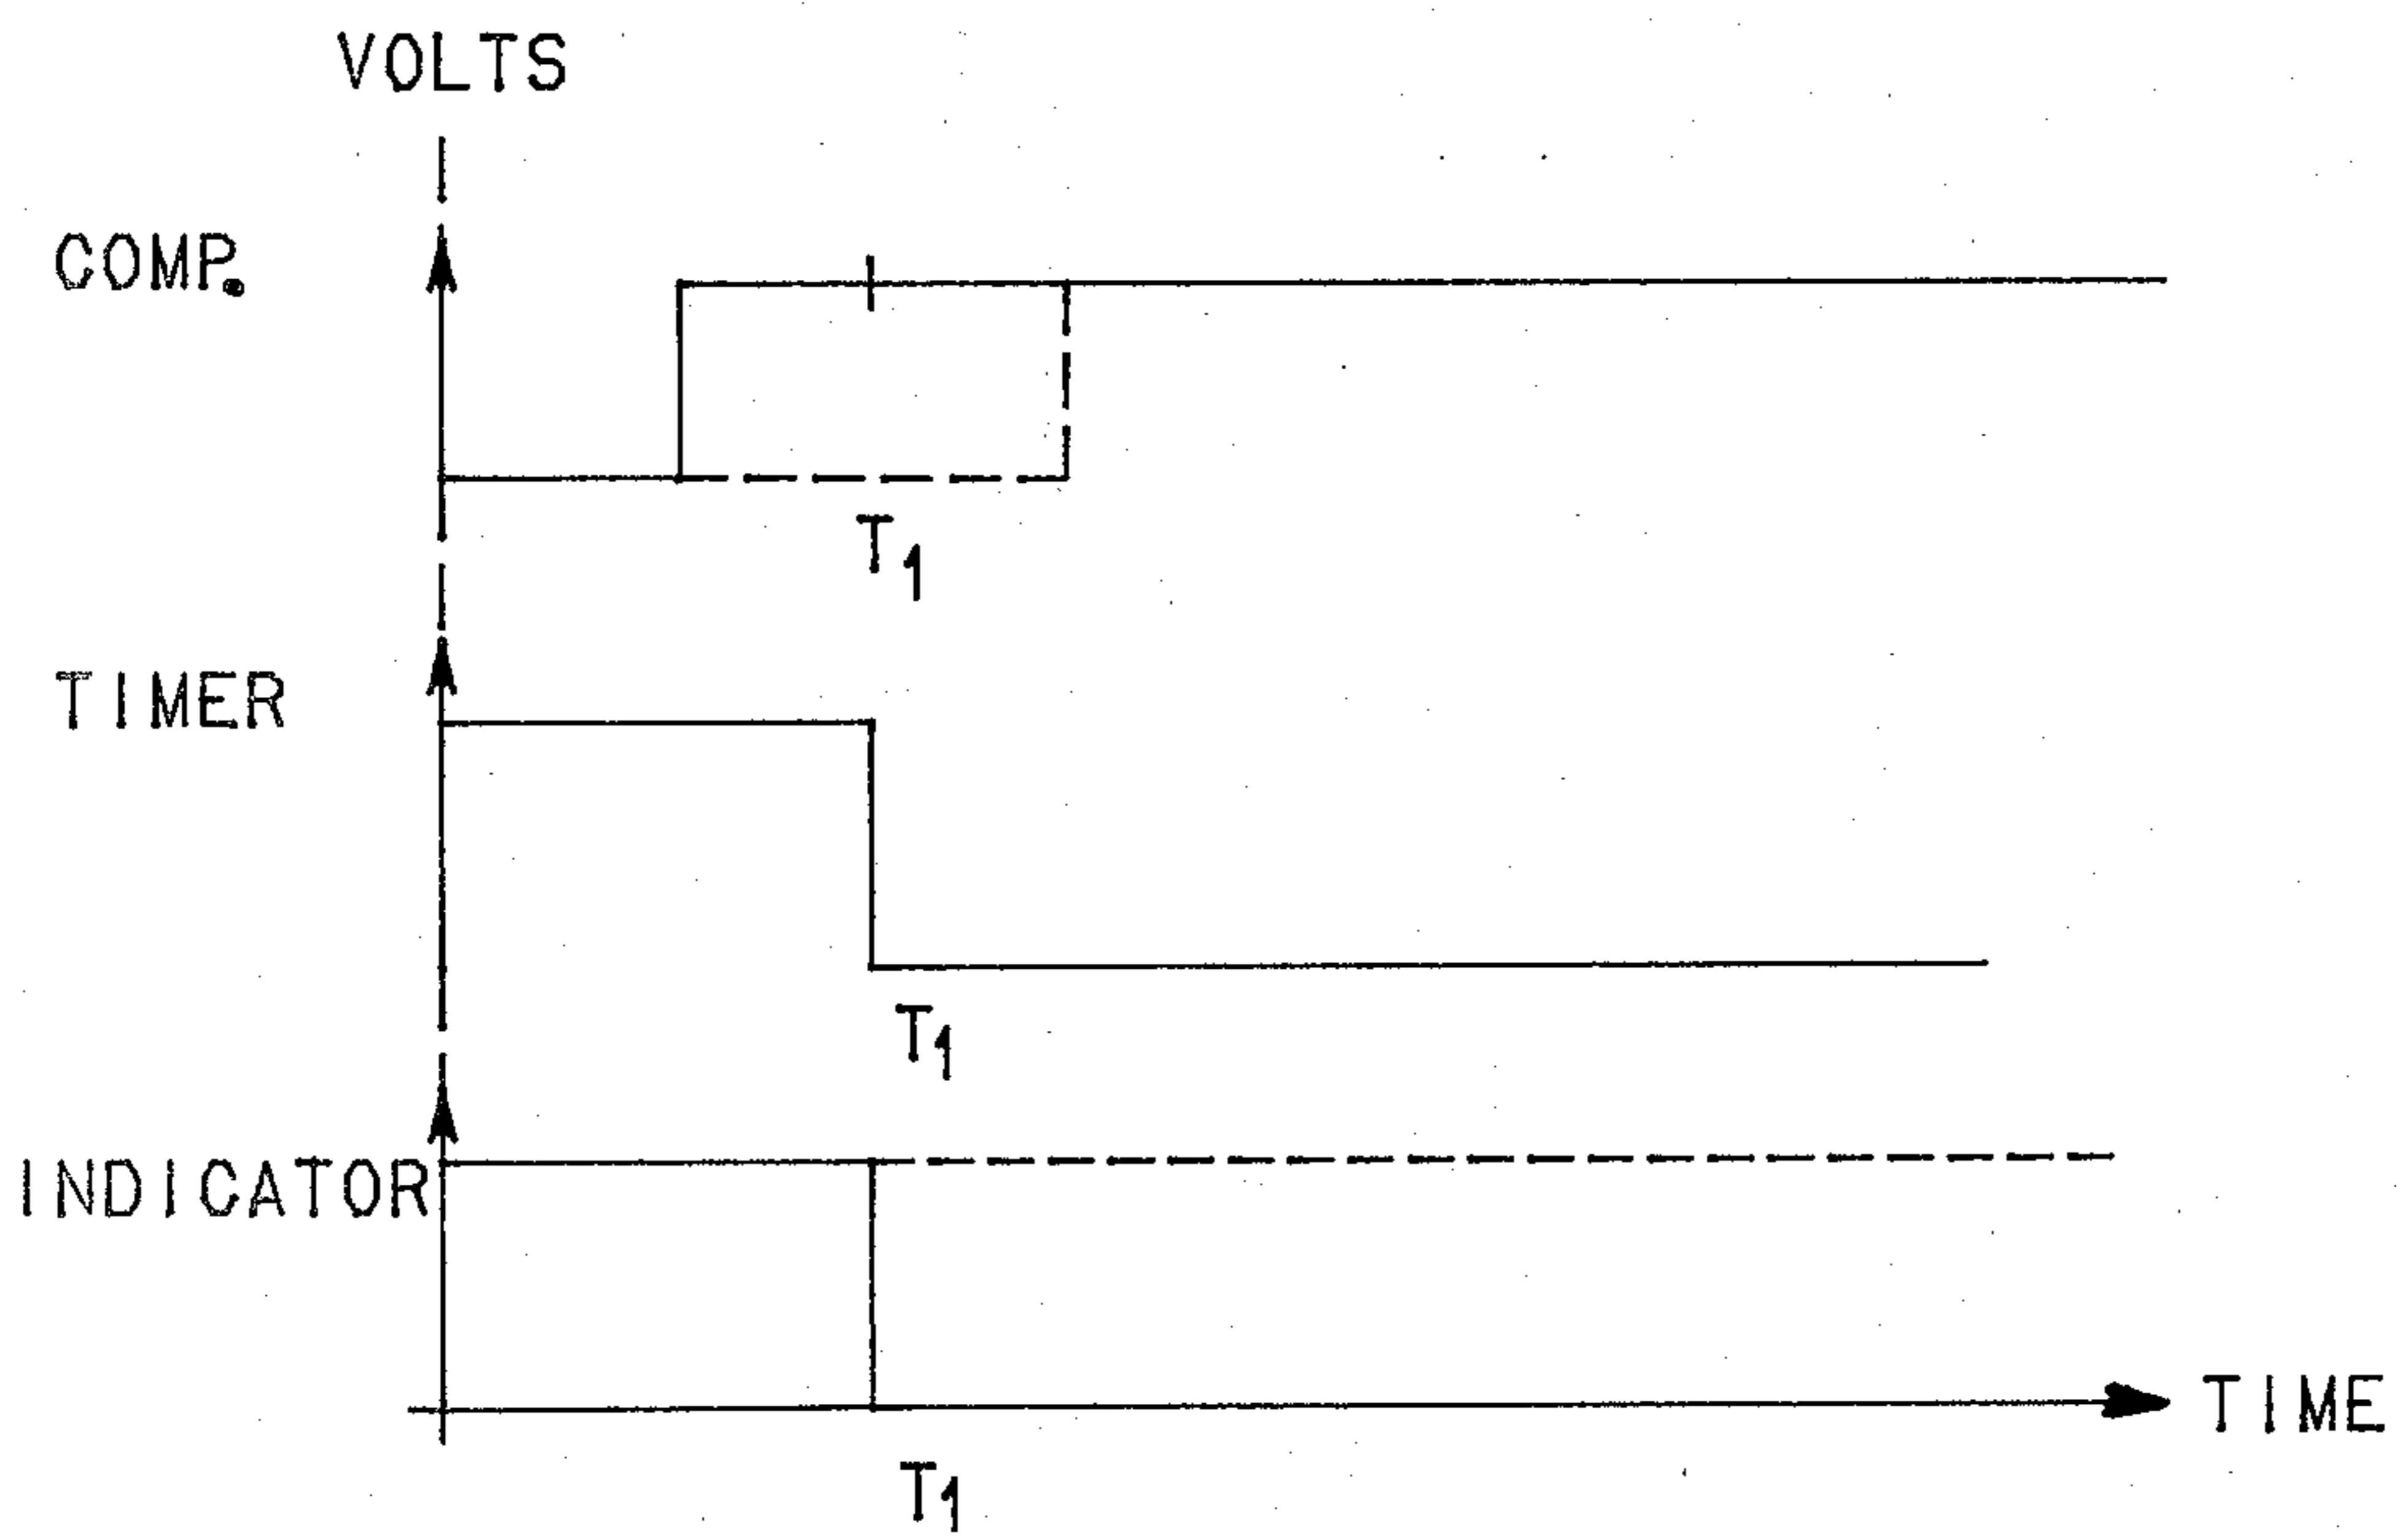 VOLTS
COMP.
T1
TIMER
T1
INDICATOR
TIME
T1